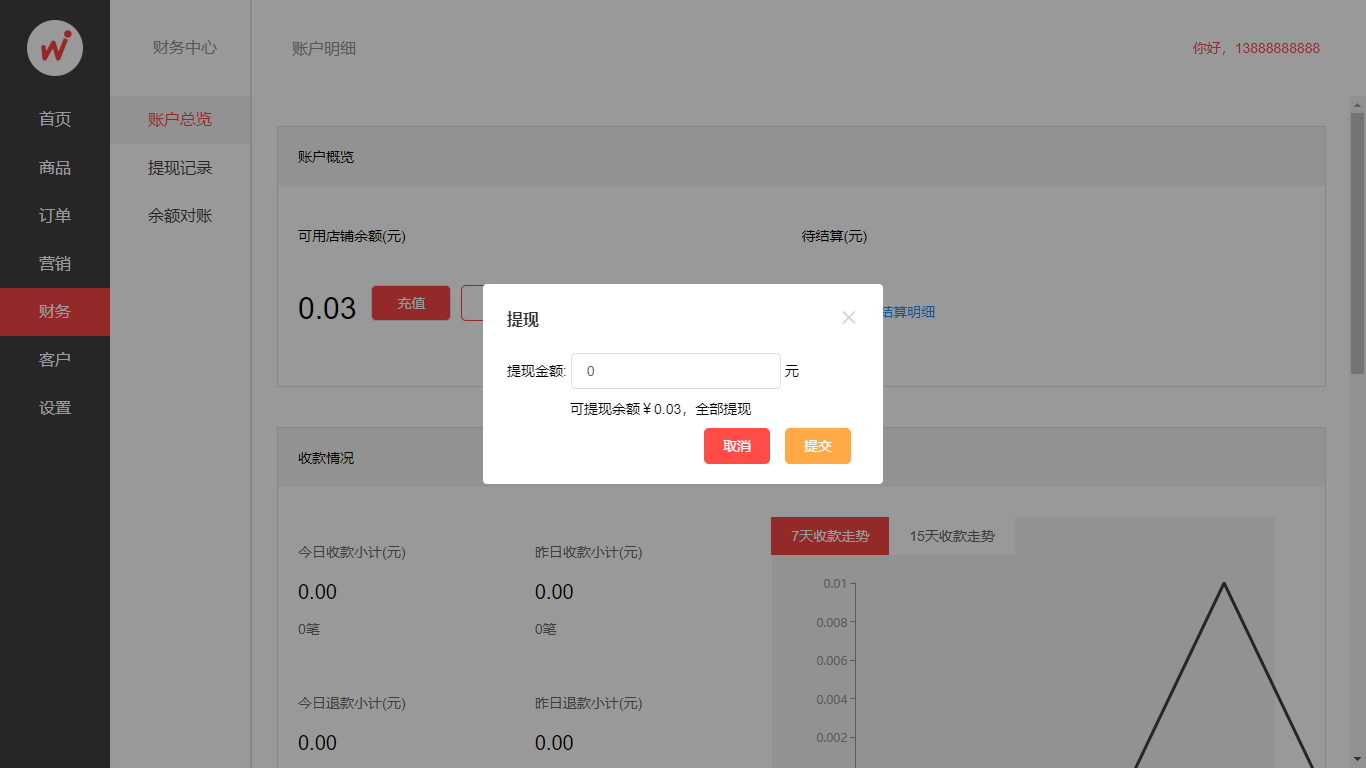 财务中心
账户明细
你好，13888888888
首页
商品
订单
营销
财务
客户
设置
账户总览
提现记录
余额对账
账户概览
可用店铺余额(元)
待结算(元)
0.03
充值
结算明细
提现
提现金额:
0
元
可提现余额￥0.03，全部提现
取消
提交
收款情况
今日收款小计(元)
昨日收款小计(元)
0.00
0.00
0笔
0笔
今日退款小计(元)
昨日退款小计(元)
0.00
0.00
7天收款走势
15天收款走势
0.01
0.008
0.006
0.004
0.002